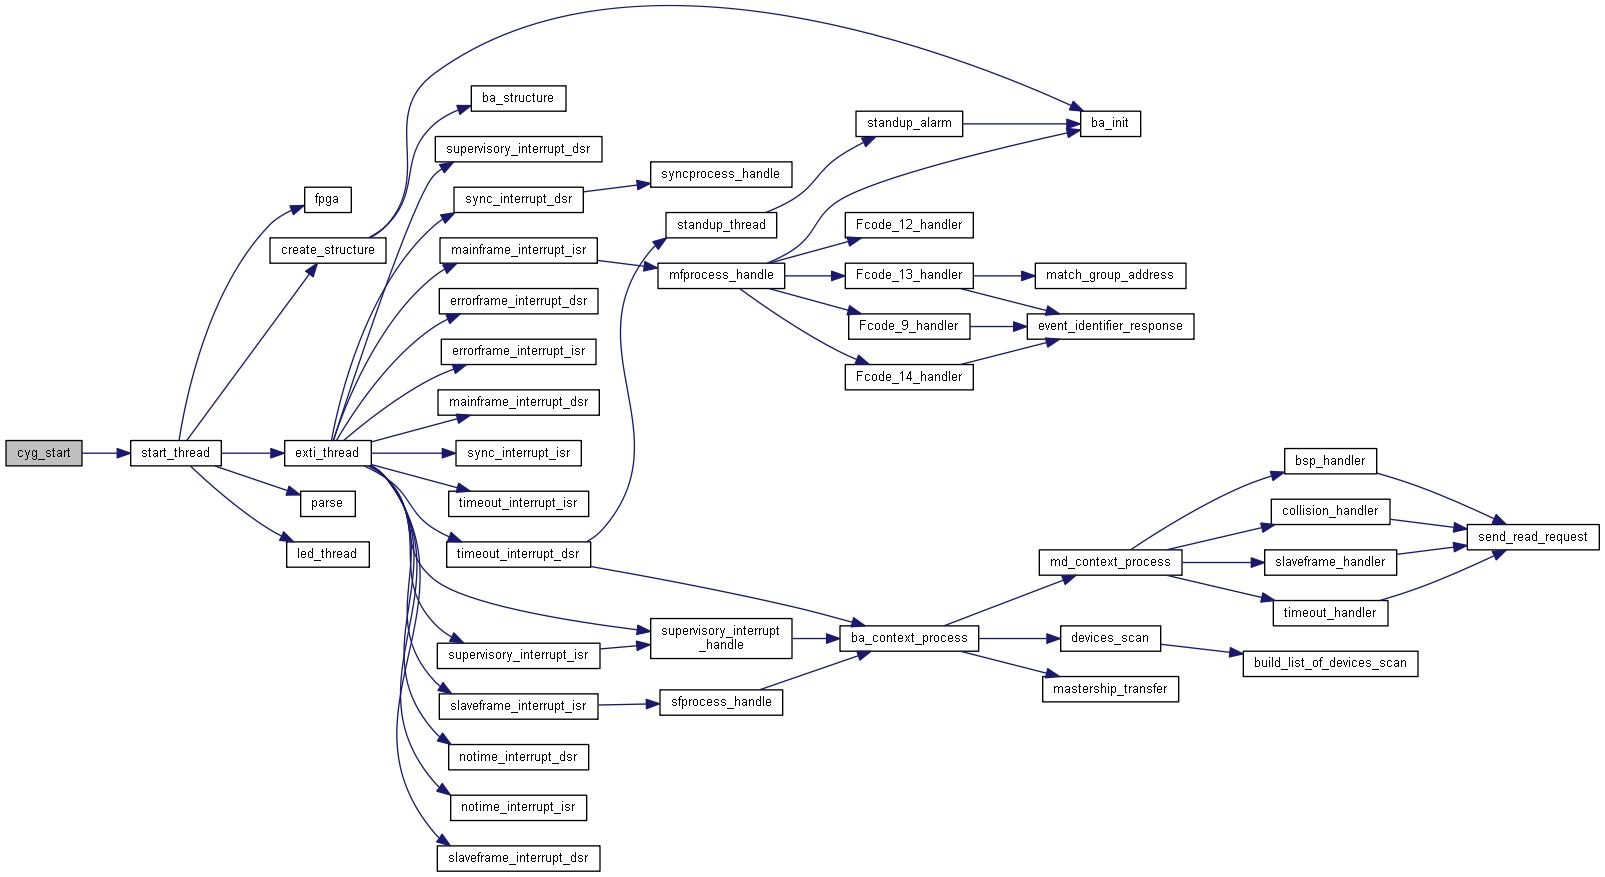 cyg_start
start_thread
fpga
create_structure
exti_thread
parse
led_thread
ba_structure
supervisory_interrupt_dsr
sync_interrupt_dsr
mainframe_interrupt_isr
errorframe_interrupt_dsr
errorframe_interrupt_isr
mainframe_interrupt_dsr
sync_interrupt_isr
timeout_interrupt_isr
timeout_interrupt_dsr
supervisory_interrupt_isr
slaveframe_interrupt_isr
notime_interrupt_dsr
notime_interrupt_isr
slaveframe_interrupt_dsr
syncprocess_handle
standup_thread
mfprocess_handle
supervisory_interrupt
_handle
sfprocess_handle
standup_alarm
Fcode_12_handler
Fcode_13_handler
Fcode_9_handler
Fcode_14_handler
ba_context_process
ba_init
match_group_address
event_identifier_response
md_context_process
devices_scan
mastership_transfer
bsp_handler
collision_handler
slaveframe_handler
timeout_handler
build_list_of_devices_scan
send_read_request